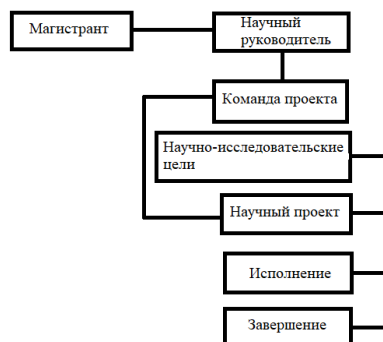 Магистрант
Научный
руководитель
Команда проекта
Научно-исследовательские
цели
Научный проект
Исполнение
Завершение